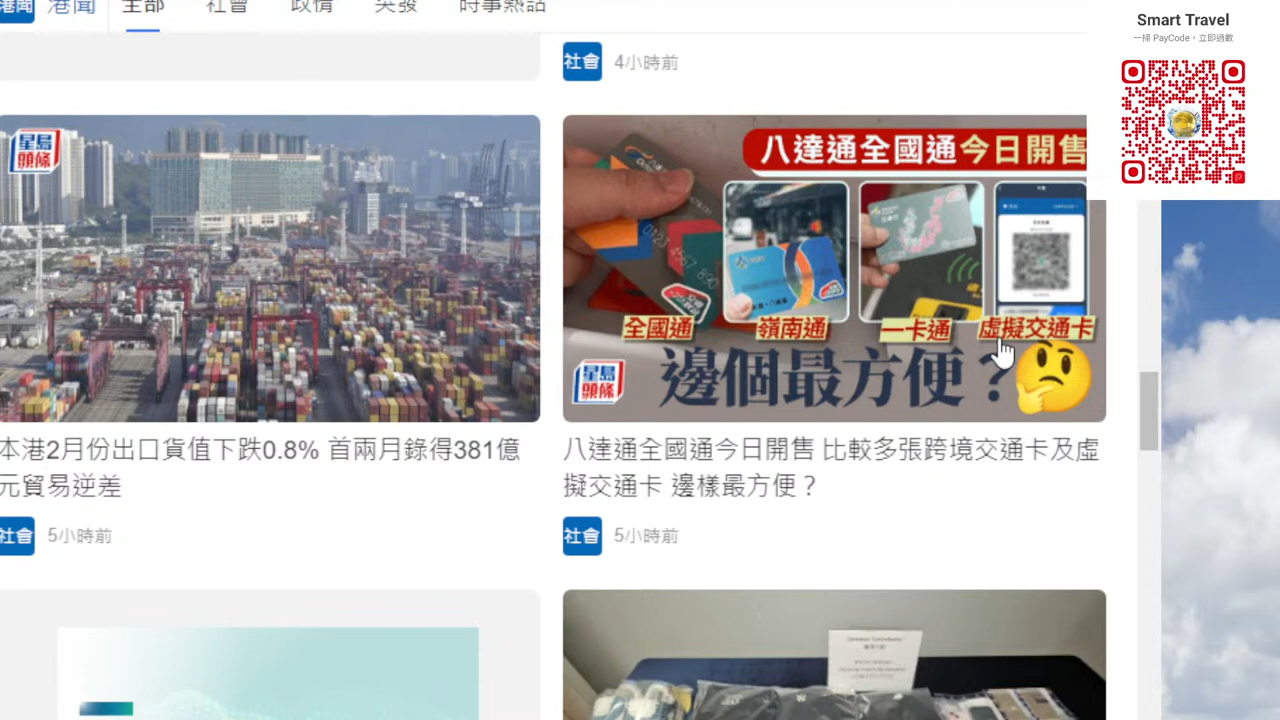 港聞
港聞
全部
社會
政情
突發
時事熱話
Smart Travel
一掃 PayCode，立即過數
社會
4小時前
星島
頭條
八達通全國通今日開售
0123 4567 890
全國通
嶺南通
一卡通
虛擬交通卡
星島
頭條
邊個最方便？
本港2月份出口貨值下跌0.8% 首兩月錄得381億
元貿易逆差
八達通全國通今日開售 比較多張跨境交通卡及虛
擬交通卡 邊樣最方便？
社會
5小時前
社會
5小時前